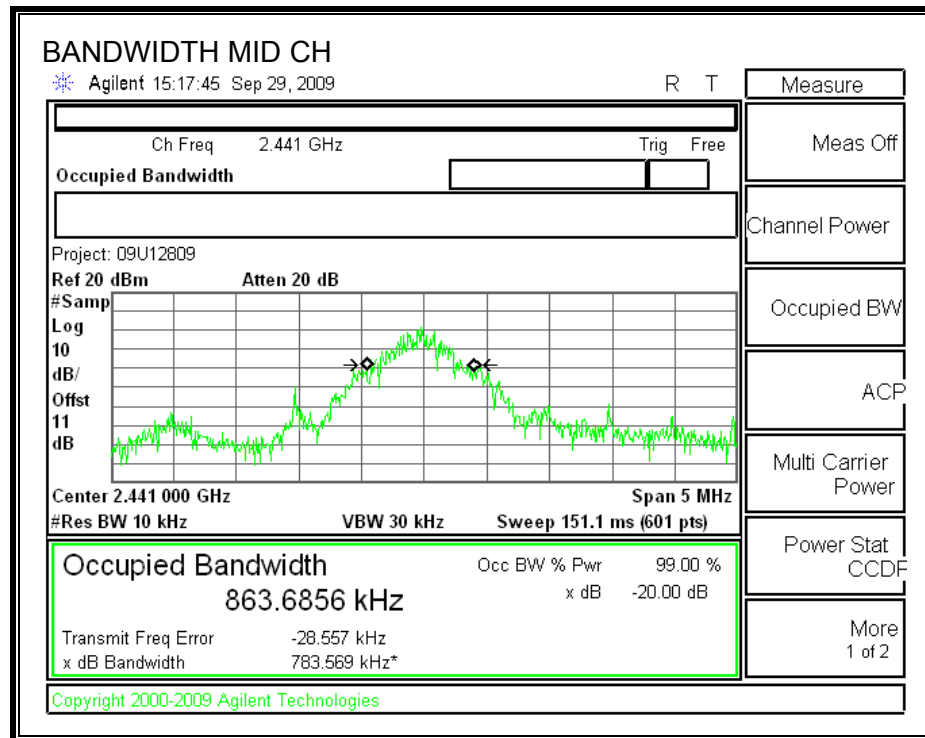 BANDWIDTH MID CH
Agilent 15:17:45 Sep 29, 2009 R T
Ch Freq 2.441 GHz Trig Free
Occupied Bandwidth
Project: 09U12809
Ref 20 dBm Atten 20 dB
#Samp
Log
10
dB/
Offst
11
dB
Center 2.441 000 GHz Span 5 MHz
#Res BW 10 kHz VBW 30 kHz Sweep 151.1 ms (601 pts)
Occupied Bandwidth Occ BW % Pwr 99.00 %
863.6856 kHz x dB -20.00 dB
Transmit Freq Error -28.557 kHz
x dB Bandwidth 783.569 kHz*
Copyright 2000-2009 Agilent Technologies
Measure
Meas Off
Channel Power
Occupied BW
ACP
Multi Carrier
Power
Power Stat
CCDF
More
1 of 2